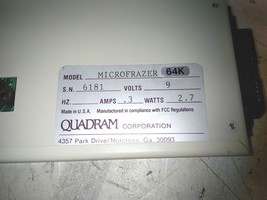 MODEL MICROFRAZER 64K
S.N. 6181 VOLTS 9
HZ. AMPS .3 WATTS 2.7
Made in U.S.A. Manufactured in compliance with FCC Regulations
QUADRAM CORPORATION
4357 Park Drive/Norcross, Ga. 30093